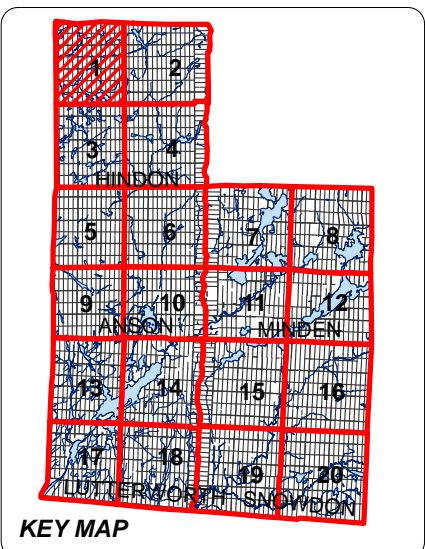 1 2
3 4
HINDON
5 6 7 8
9 10 11 12
ANSON MINDEN
13 14 15 16
17 18 19 20
LUTTERWORTH SNOWDON
KEY MAP